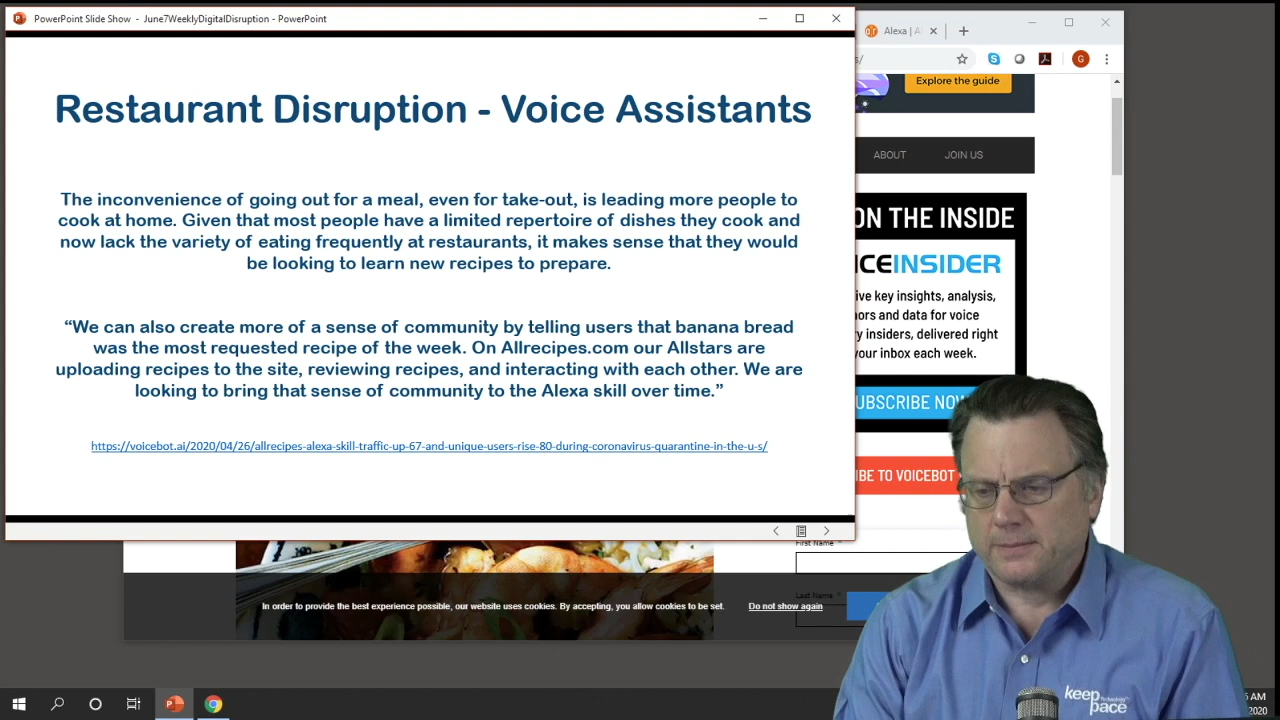 PowerPoint Slide Show - June7WeeklyDigitalDisruption - PowerPoint
Restaurant Disruption - Voice Assistants
The inconvenience of going out for a meal, even for take-out, is leading more people to
cook at home. Given that most people have a limited repertoire of dishes they cook and
now lack the variety of eating frequently at restaurants, it makes sense that they would
be looking to learn new recipes to prepare.
“We can also create more of a sense of community by telling users that banana bread
was the most requested recipe of the week. On Allrecipes.com our Allstars are
uploading recipes to the site, reviewing recipes, and interacting with each other. We are
looking to bring that sense of community to the Alexa skill over time.”
https://voicebot.ai/2020/04/26/allrecipes-alexa-skill-traffic-up-67-and-unique-users-rise-80-during-coronavirus-quarantine-in-the-u-s/
Alexa | A
s/
G
Explore the guide
ABOUT JOIN US
ON THE INSIDE
ICEINSIDER
ive key insights, analysis,
ors and data for voice
y insiders, delivered right
your inbox each week.
UBSCRIBE NOW
IBE TO VOICEBOT
First Name *
Last Name *
In order to provide the best experience possible, our website uses cookies. By accepting, you allow cookies to be set. Do not show again
keep
pace
Technology
AM
2020